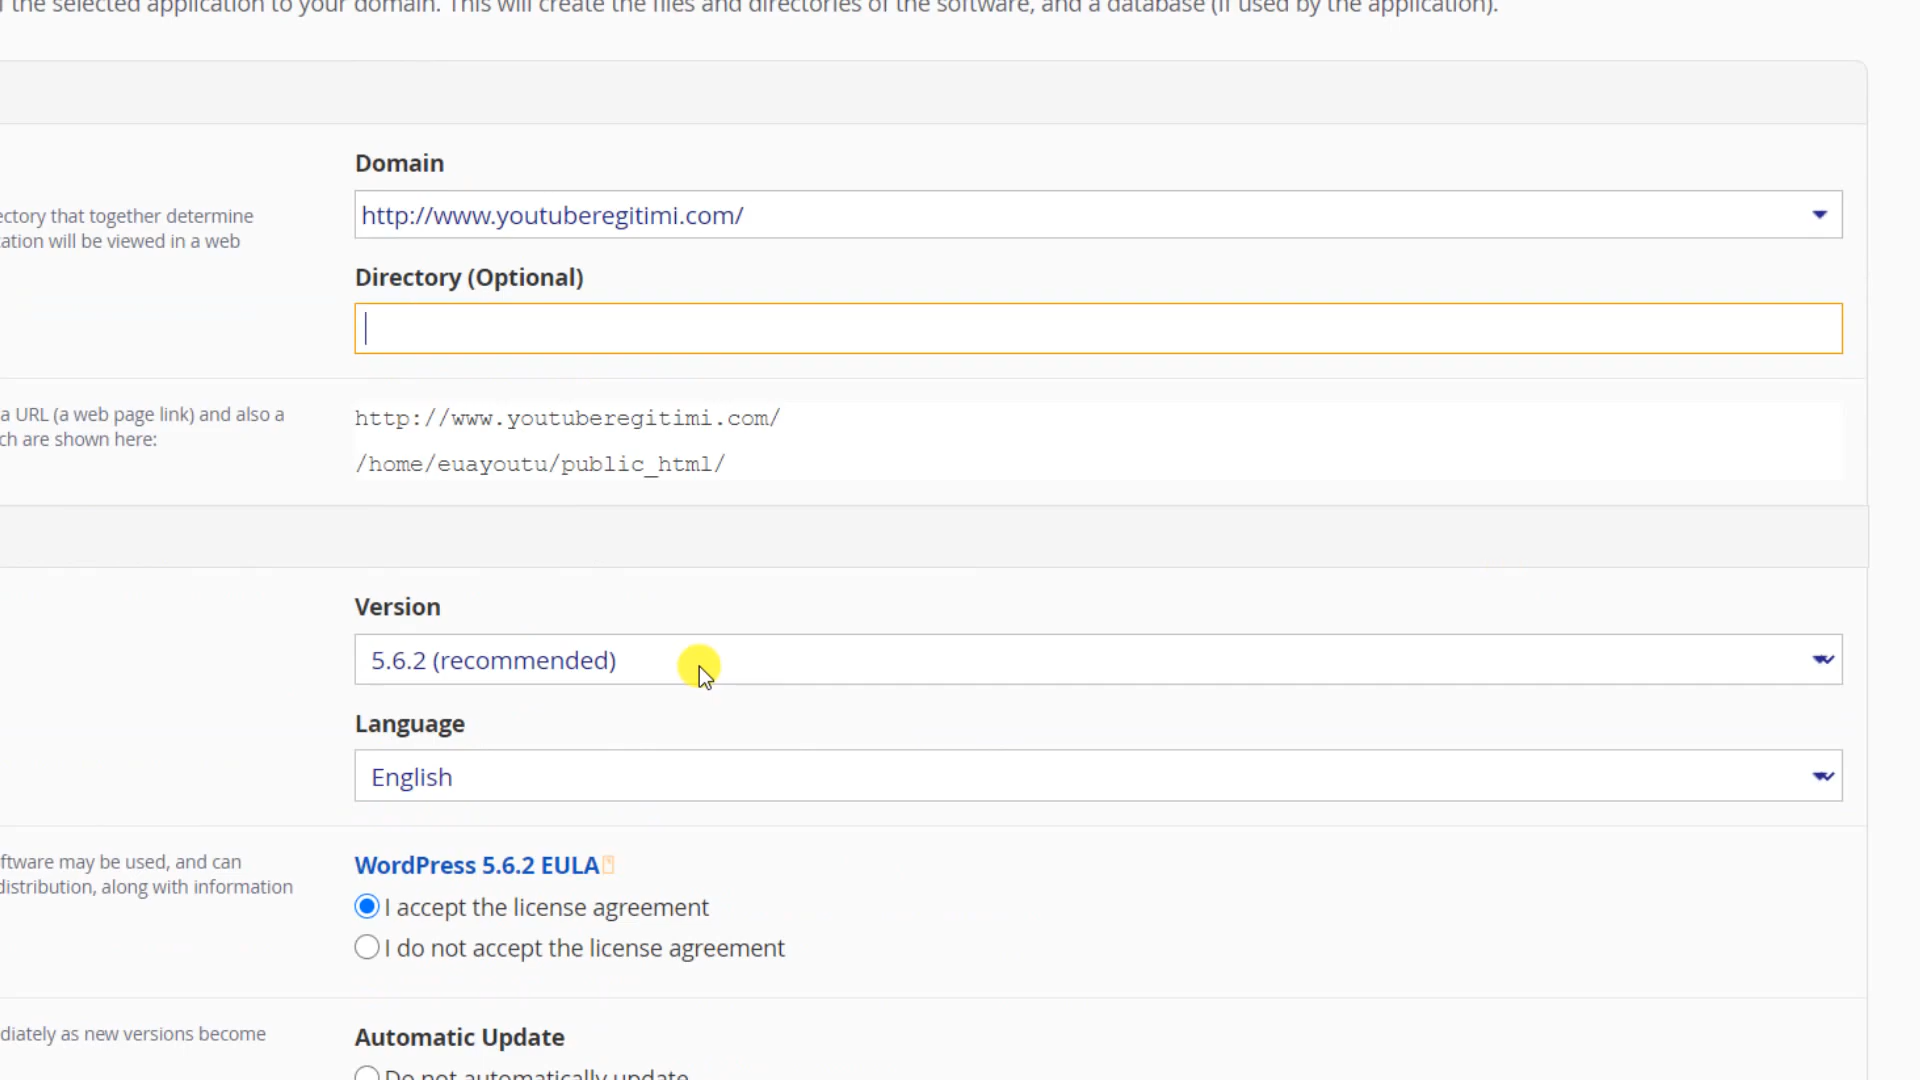 the selected application to your domain. This will create the files and directories of the software, and a database (if used by the application).
Domain
ectory that together determine
ation will be viewed in a web
http://www.youtuberegitimi.com/
Directory (Optional)
a URL (a web page link) and also a
ch are shown here:
http://www.youtuberegitimi.com/
/home/euayoutu/public_html/
Version
5.6.2 (recommended)
Language
English
ftware may be used, and can
distribution, along with information
WordPress 5.6.2 EULA
I accept the license agreement
I do not accept the license agreement
diately as new versions become
Automatic Update
Do not automatically update